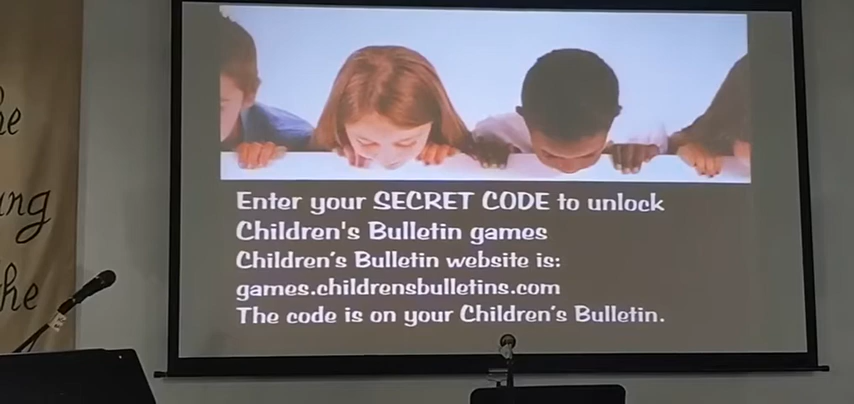 Enter your SECRET CODE to unlock
Children's Bulletin games
Children's Bulletin website is:
games.childrensbulletins.com
The code is on your Children's Bulletin.